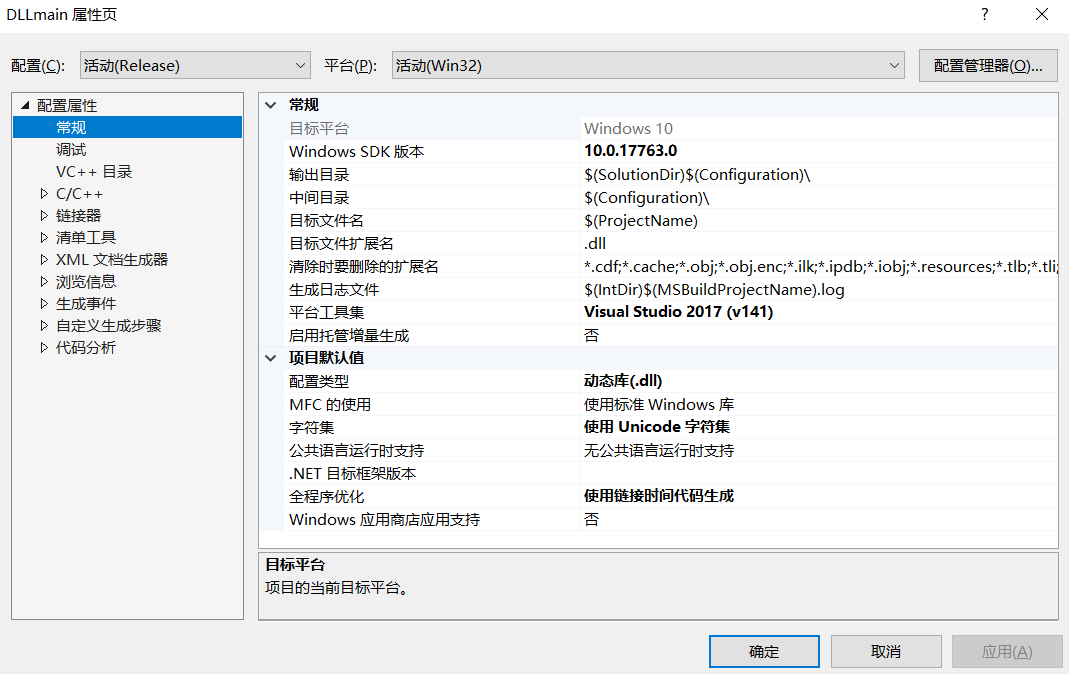 DLLmain 属性页
?
配置(C): 活动(Release) 平台(P): 活动(Win32) 配置管理器(O)...
配置属性
常规
调试
VC++ 目录
C/C++
链接器
清单工具
XML 文档生成器
浏览信息
生成事件
自定义生成步骤
代码分析
常规
目标平台 Windows 10
Windows SDK 版本 10.0.17763.0
输出目录 $(SolutionDir)$(Configuration)\
中间目录 $(Configuration)\
目标文件名 $(ProjectName)
目标文件扩展名 .dll
清除时要删除的扩展名 *.cdf;*.cache;*.obj;*.obj.enc;*.ilk;*.ipdb;*.iobj;*.resources;*.tlb;*.tli;
生成日志文件 $(IntDir)$(MSBuildProjectName).log
平台工具集 Visual Studio 2017 (v141)
启用托管增量生成 否
项目默认值
配置类型 动态库(.dll)
MFC 的使用 使用标准 Windows 库
字符集 使用 Unicode 字符集
公共语言运行时支持 无公共语言运行时支持
.NET 目标框架版本
全程序优化 使用链接时间代码生成
Windows 应用商店应用支持 否
目标平台
项目的当前目标平台。
确定 取消 应用(A)